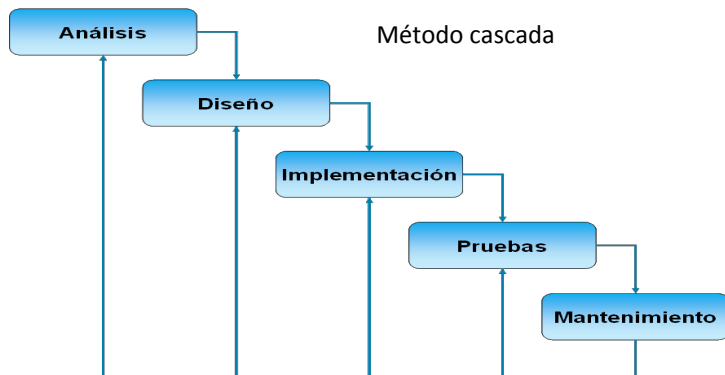 Análisis
Método cascada
Diseño
Implementación
Pruebas
Mantenimiento